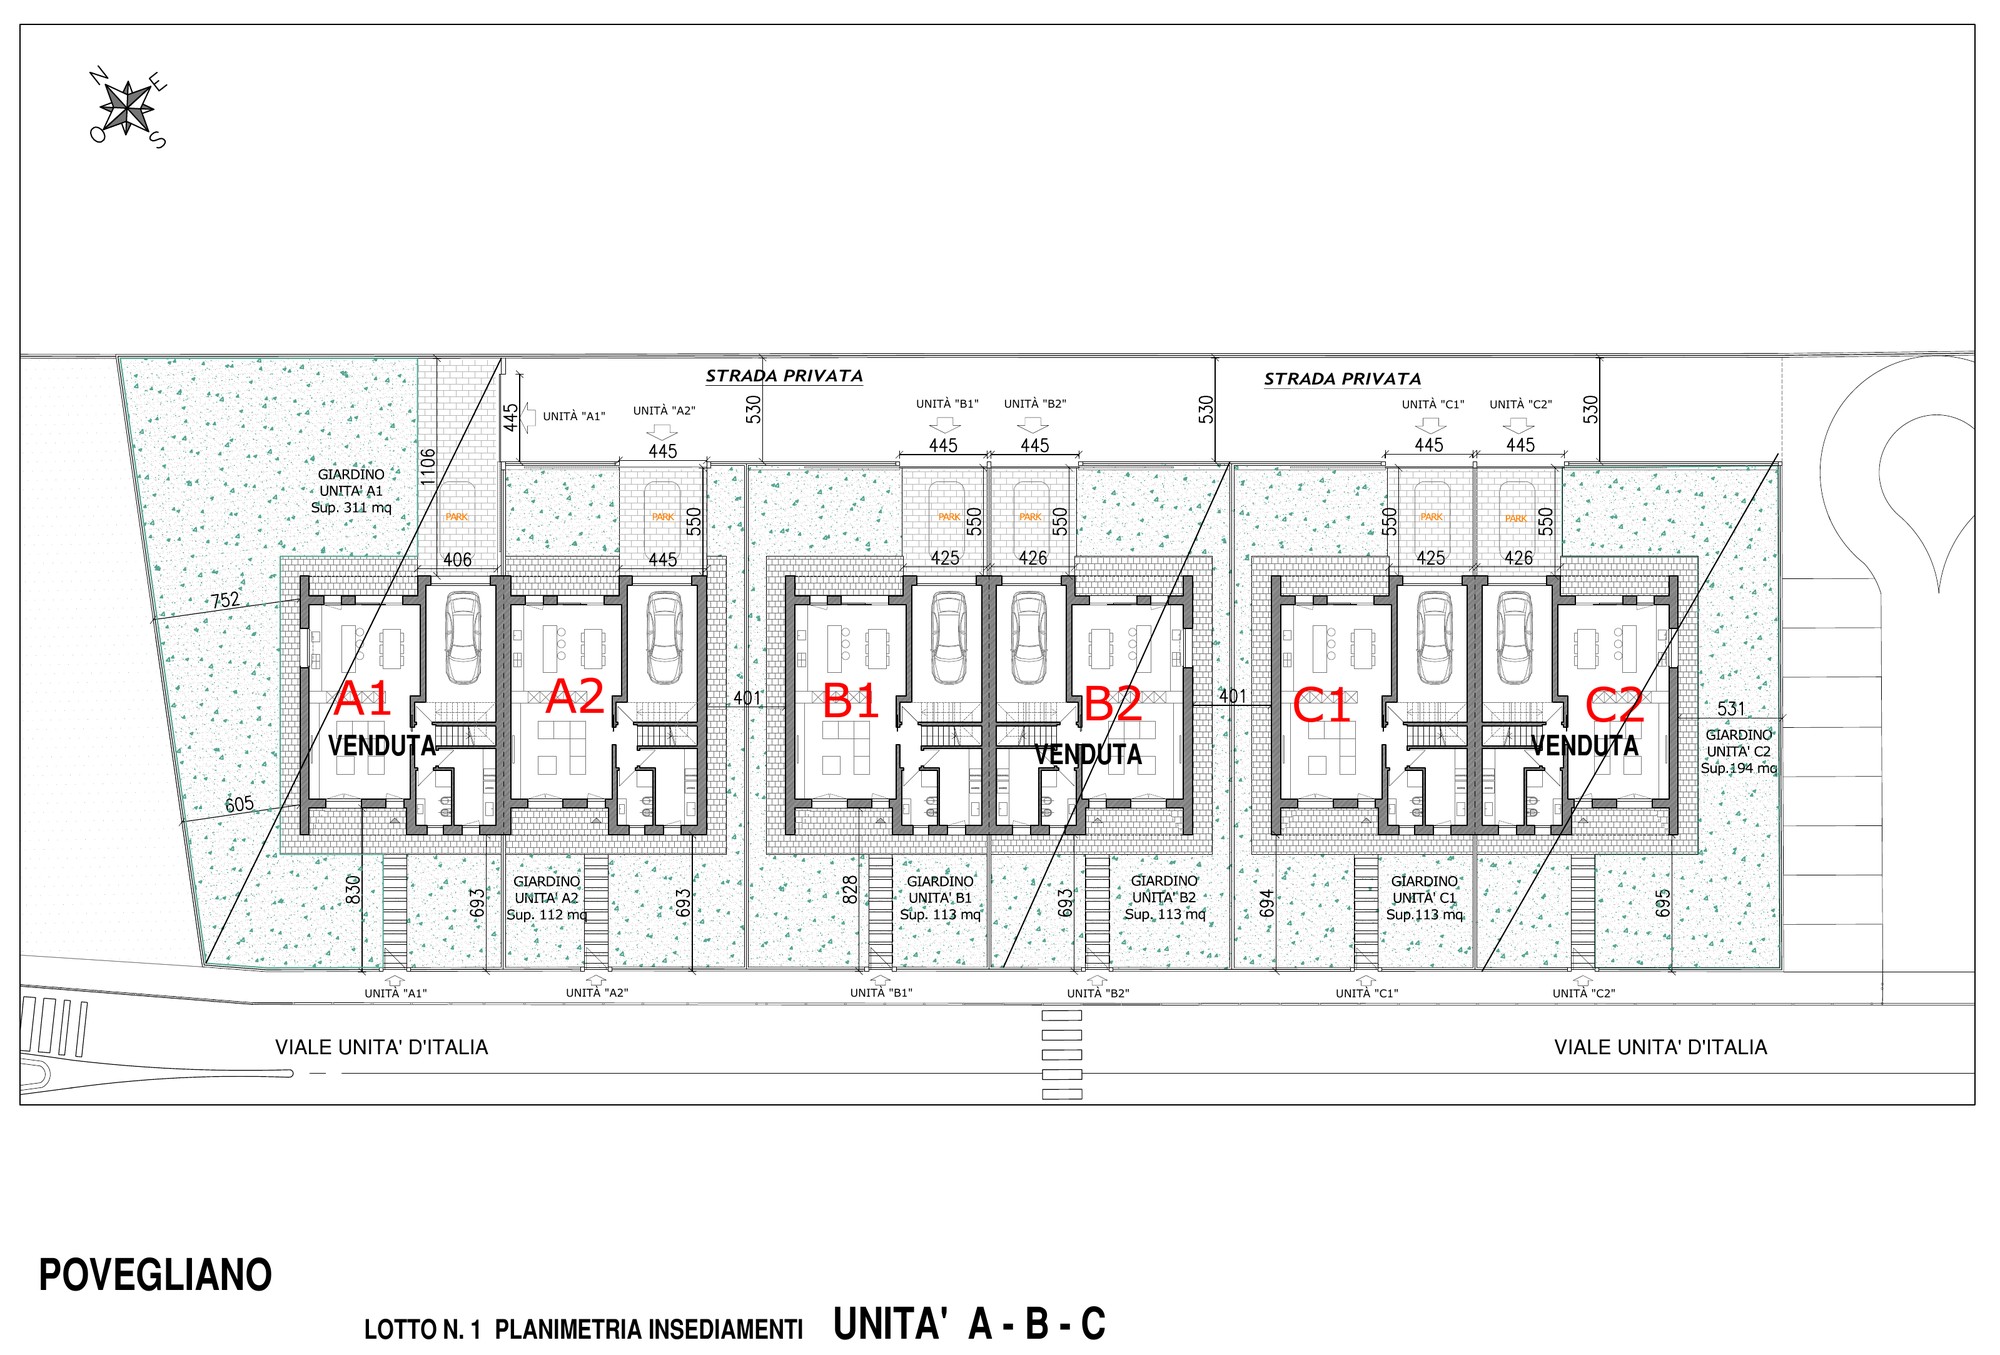 N
E
O
S
STRADA PRIVATA
STRADA PRIVATA
445
UNITÀ "A1"
UNITÀ "A2"
445
530
UNITÀ "B1"
UNITÀ "B2"
445
445
530
UNITÀ "C1"
UNITÀ "C2"
445
445
530
GIARDINO
UNITA' A1
Sup. 311 mq
1106
PARK
406
PARK
550
445
PARK
550
425
PARK
550
426
PARK
550
425
PARK
550
426
752
605
A1
VENDUTA
A2
401
B1
B2
VENDUTA
401
C1
C2
VENDUTA
531
GIARDINO
UNITA' C2
Sup.194 mq
830
693
GIARDINO
UNITA' A2
Sup. 112 mq
693
828
GIARDINO
UNITA' B1
Sup. 113 mq
693
GIARDINO
UNITA' B2
Sup. 113 mq
694
GIARDINO
UNITA' C1
Sup.113 mq
695
UNITÀ "A1"
UNITÀ "A2"
UNITÀ "B1"
UNITÀ "B2"
UNITÀ "C1"
UNITÀ "C2"
VIALE UNITA' D'ITALIA
VIALE UNITA' D'ITALIA
POVEGLIANO
LOTTO N. 1 PLANIMETRIA INSEDIAMENTI UNITA' A - B - C